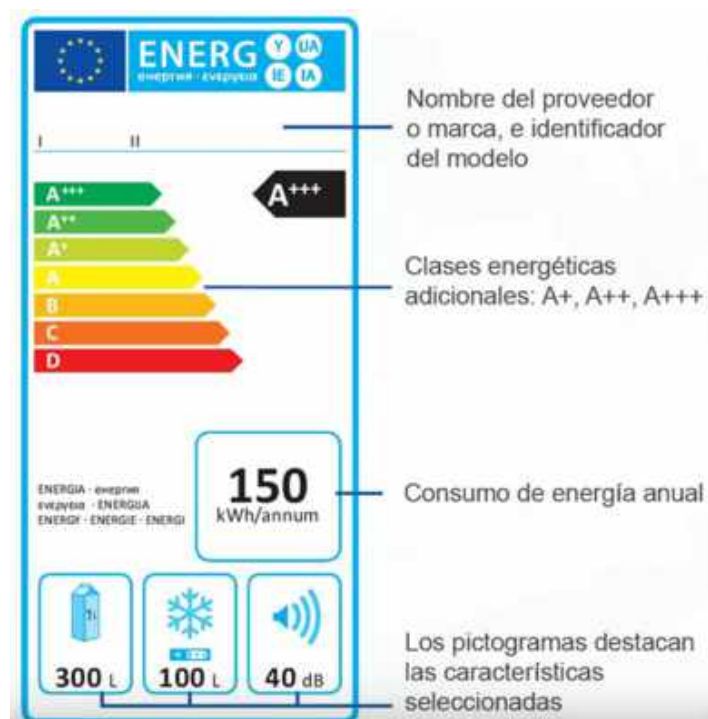 ENERG
енергия · ενεργεια
Y
UA
IE
IA
Nombre del proveedor
o marca, e identificador
del modelo
I
II
A+++
A+++
A++
A+
A
B
C
D
Clases energéticas
adicionales: A+, A++, A+++
150
kWh/annum
ENERGIA · енергия
ενεργεια · ENERGIJA
ENERGY · ENERGIE · ENERGI
Consumo de energía anual
1L
300 L
100 L
40 dB
Los pictogramas destacan
las características
seleccionadas